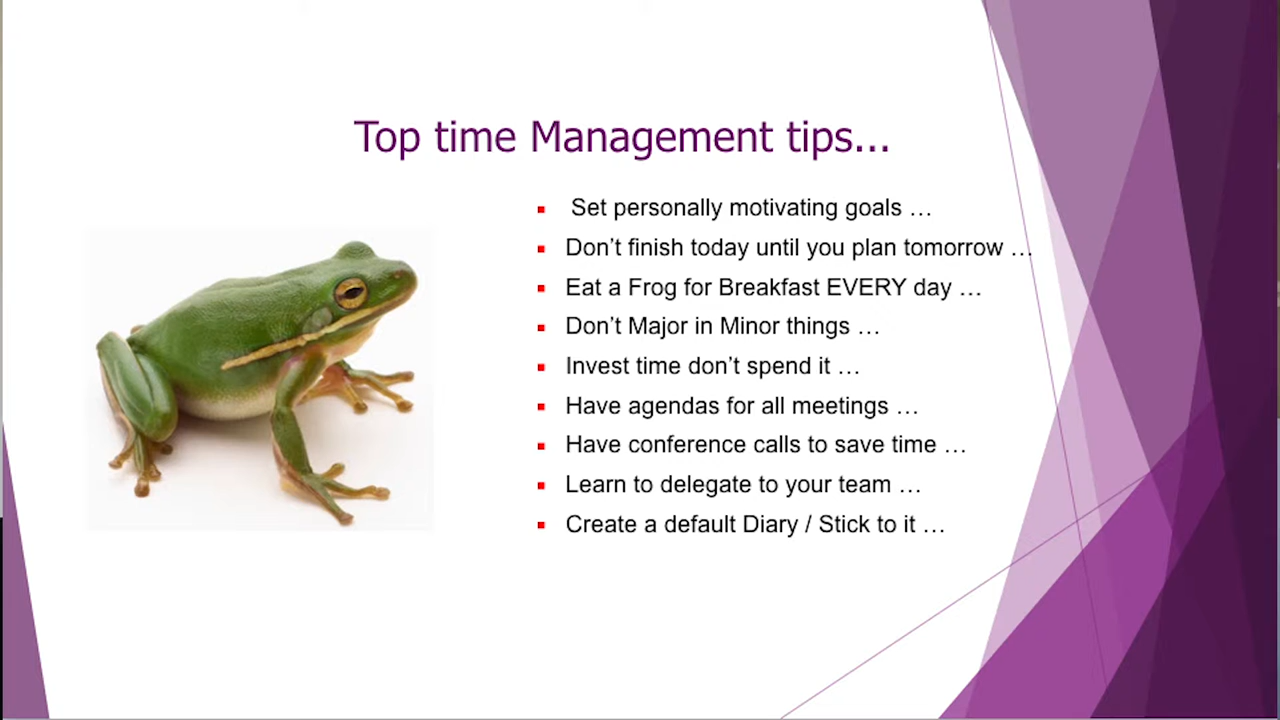 Top time Management tips...
Set personally motivating goals …
Don’t finish today until you plan tomorrow …
Eat a Frog for Breakfast EVERY day …
Don’t Major in Minor things …
Invest time don’t spend it …
Have agendas for all meetings …
Have conference calls to save time …
Learn to delegate to your team …
Create a default Diary / Stick to it …